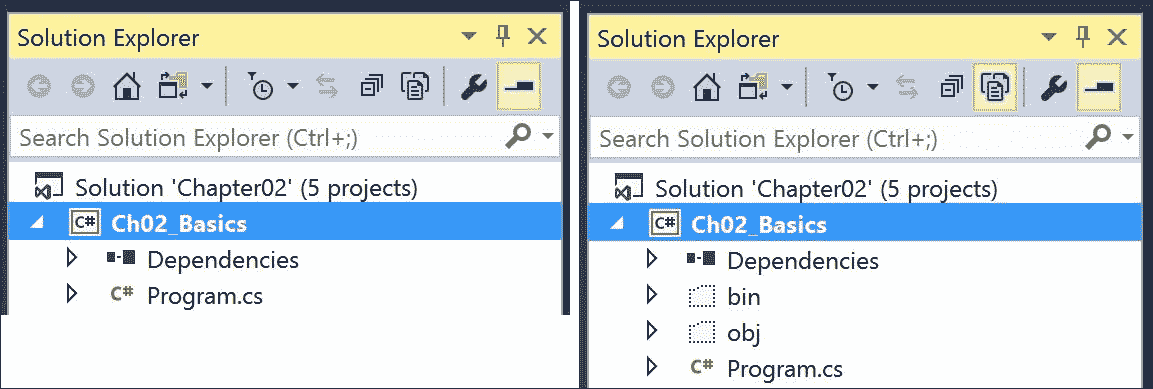 Solution Explorer
Search Solution Explorer (Ctrl+;)
Solution 'Chapter02' (5 projects)
C# Ch02_Basics
Dependencies
C# Program.cs
Solution Explorer
Search Solution Explorer (Ctrl+;)
Solution 'Chapter02' (5 projects)
C# Ch02_Basics
Dependencies
bin
obj
C# Program.cs